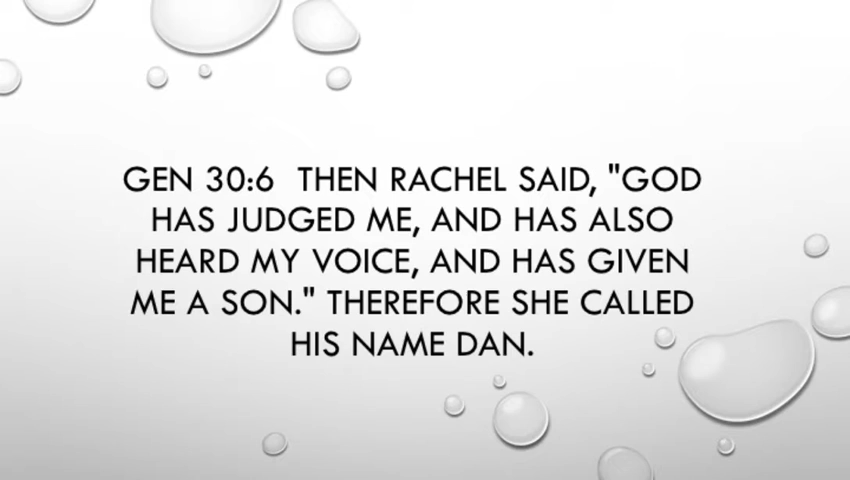 GEN 30:6  THEN RACHEL SAID, "GOD
HAS JUDGED ME, AND HAS ALSO
HEARD MY VOICE, AND HAS GIVEN
ME A SON." THEREFORE SHE CALLED
HIS NAME DAN.